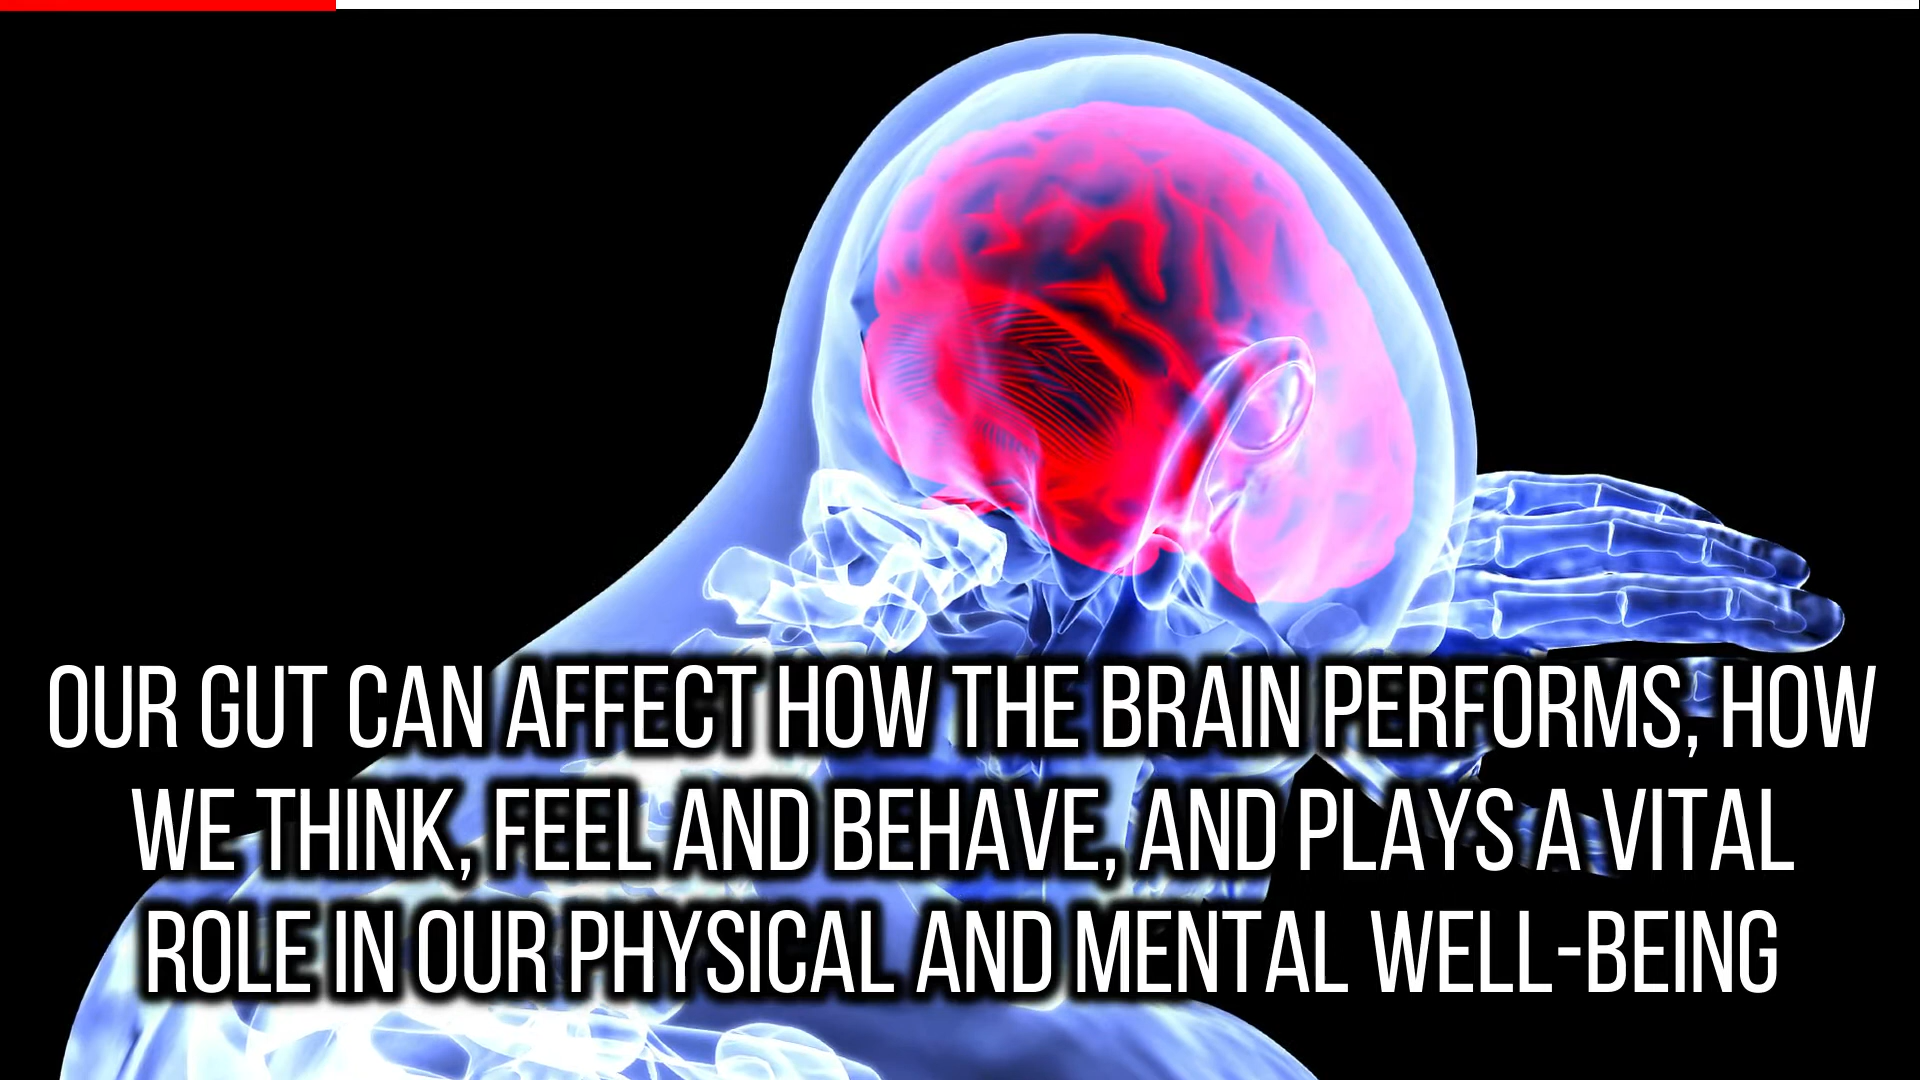 OUR GUT CAN AFFECT HOW THE BRAIN PERFORMS, HOW
WE THINK, FEEL AND BEHAVE, AND PLAYS A VITAL
ROLE IN OUR PHYSICAL AND MENTAL WELL-BEING